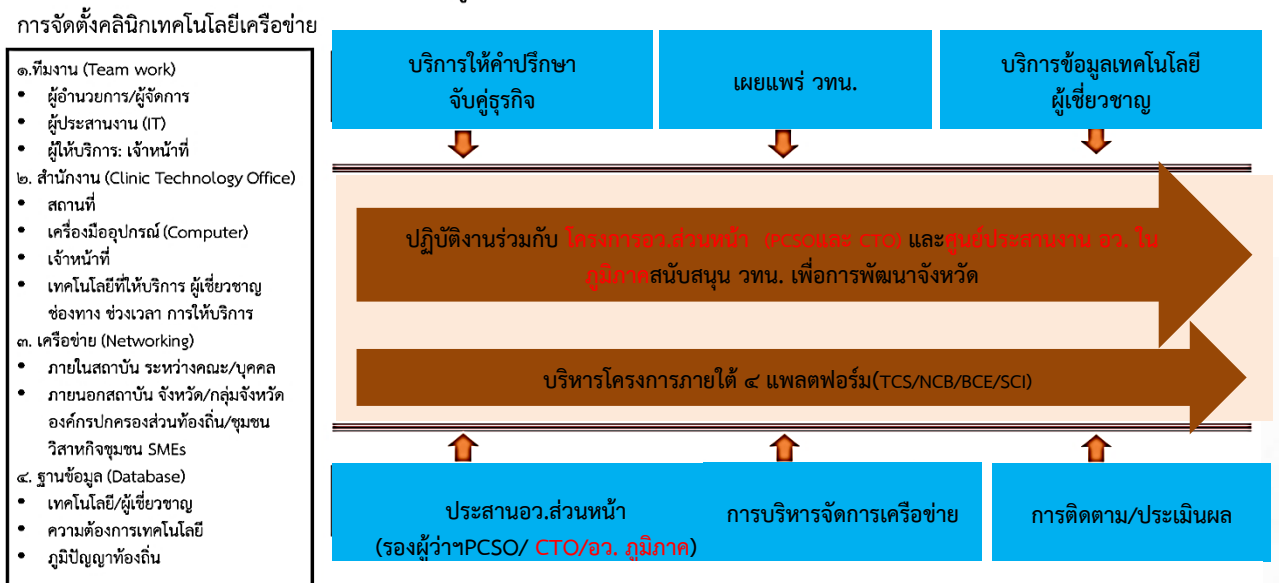 การจัดตั้งคลินิกเทคโนโลยีเครือข่าย
๑.ทีมงาน (Team work)
• ผู้อำนวยการ/ผู้จัดการ
• ผู้ประสานงาน (IT)
• ผู้ให้บริการ: เจ้าหน้าที่
๒. สำนักงาน (Clinic Technology Office)
• สถานที่
• เครื่องมืออุปกรณ์ (Computer)
• เจ้าหน้าที่
• เทคโนโลยีที่ให้บริการ ผู้เชี่ยวชาญ
ช่องทาง ช่วงเวลา การให้บริการ
๓. เครือข่าย (Networking)
• ภายในสถาบัน ระหว่างคณะ/บุคคล
• ภายนอกสถาบัน จังหวัด/กลุ่มจังหวัด
องค์กรปกครองส่วนท้องถิ่น/ชุมชน
วิสาหกิจชุมชน SMEs
๔. ฐานข้อมูล (Database)
• เทคโนโลยี/ผู้เชี่ยวชาญ
• ความต้องการเทคโนโลยี
• ภูมิปัญญาท้องถิ่น
บริการให้คำปรึกษา
จับคู่ธุรกิจ
เผยแพร่ วทน.
บริการข้อมูลเทคโนโลยี
ผู้เชี่ยวชาญ
ปฏิบัติงานร่วมกับ โครงการอว.ส่วนหน้า (PCSOและ CTO) และศูนย์ประสานงาน อว. ใน
ภูมิภาคสนับสนุน วทน. เพื่อการพัฒนาจังหวัด
บริหารโครงการภายใต้ ๔ แพลตฟอร์ม(TCS/NCB/BCE/SCI)
ประสานอว.ส่วนหน้า
(รองผู้ว่าฯPCSO/ CTO/อว. ภูมิภาค)
การบริหารจัดการเครือข่าย
การติดตาม/ประเมินผล